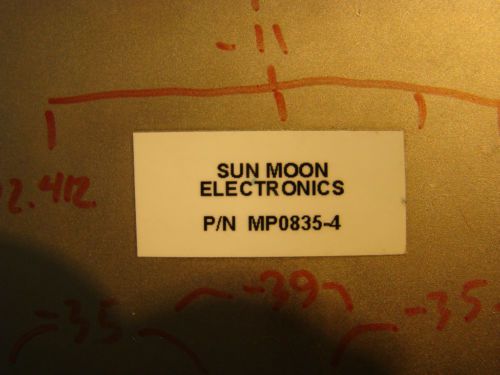 -11
2.412
SUN MOON
ELECTRONICS
P/N MP0835-4
-39
-35
-35